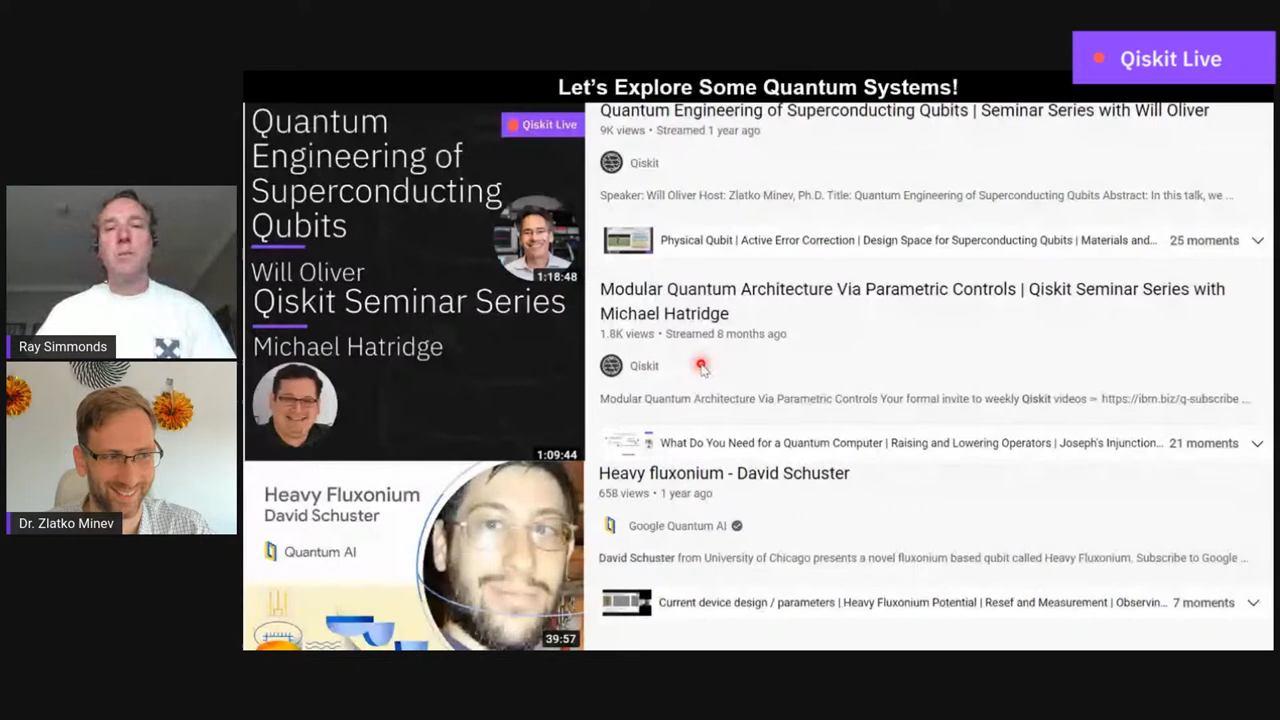 Qiskit Live
Let's Explore Some Quantum Systems!
Quantum
Engineering of
Superconducting
Qubits
Qiskit Live
Will Oliver
1:18:48
Quantum Engineering of Superconducting Qubits | Seminar Series with Will Oliver
9K views • Streamed 1 year ago
Qiskit
Speaker: Will Oliver Host: Zlatko Minev, Ph.D. Title: Quantum Engineering of Superconducting Qubits Abstract: In this talk, we ...
Physical Qubit | Active Error Correction | Design Space for Superconducting Qubits | Materials and...
25 moments
Qiskit Seminar Series
Michael Hatridge
1:09:44
Modular Quantum Architecture Via Parametric Controls | Qiskit Seminar Series with
Michael Hatridge
1.8K views • Streamed 8 months ago
Qiskit
Modular Quantum Architecture Via Parametric Controls Your formal invite to weekly Qiskit videos ➣ https://ibm.biz/q-subscribe ...
What Do You Need for a Quantum Computer | Raising and Lowering Operators | Joseph's Injunction...
21 moments
Heavy Fluxonium
David Schuster
Quantum AI
39:57
Heavy fluxonium - David Schuster
658 views • 1 year ago
Google Quantum AI
David Schuster from University of Chicago presents a novel fluxonium based qubit called Heavy Fluxonium. Subscribe to Google ...
Current device design / parameters | Heavy Fluxonium Potential | Reset and Measurement | Observin...
7 moments
Ray Simmonds
Dr. Zlatko Minev